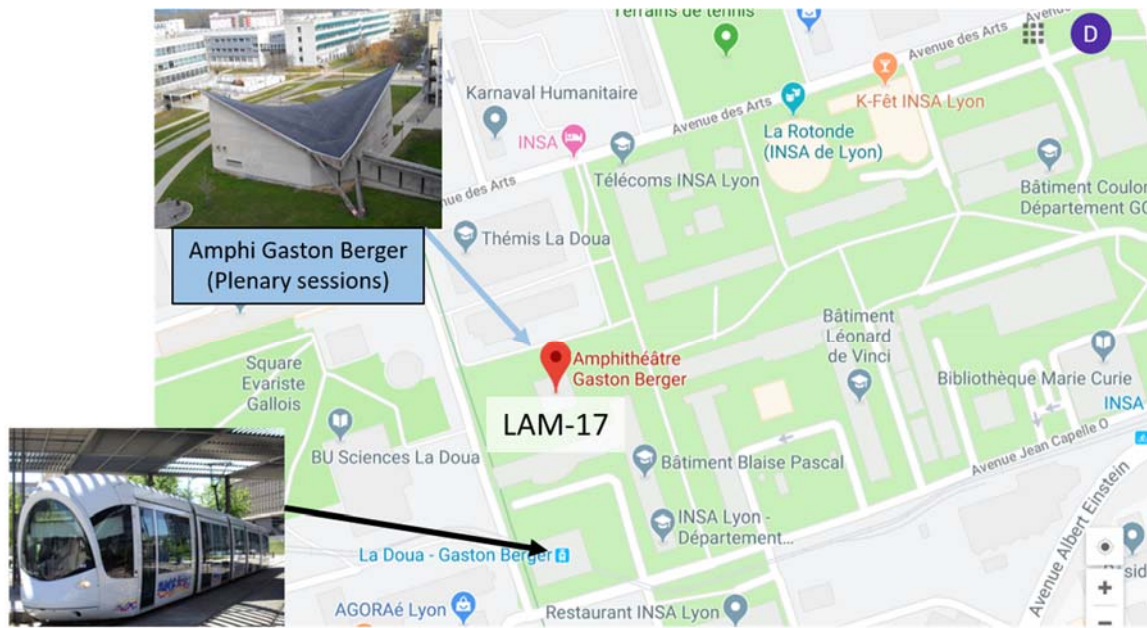 Terrains de tennis
Avenue des Arts
D
Karnaval Humanitaire
K-Fêt INSA Lyon
Avenue des Arts
INSA
La Rotonde
(INSA de Lyon)
Télécoms INSA Lyon
Bâtiment Coulon
Département GC
nue des Arts
Thémis La Doua
Amphi Gaston Berger
(Plenary sessions)
Bâtiment
Léonard
de Vinci
Amphithéâtre
Gaston Berger
Square
Evariste
Gallois
Bibliothèque Marie Curie
INSA
LAM-17
BU Sciences La Doua
Bâtiment Blaise Pascal
Avenue Jean Capelle O
INSA Lyon -
Département...
Avenue Albert Einstein
La Doua - Gaston Berger
AGORAé Lyon
Restaurant INSA Lyon